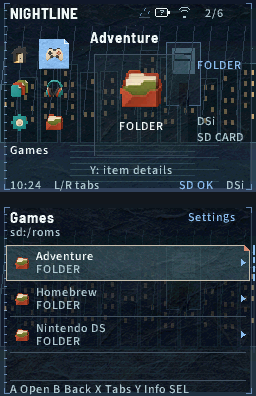 NIGHTLINE ? 2/6
Adventure
FOLDER
DSi
FOLDER
SD CARD
Games
Y: item details
10:24 L/R tabs SD OK DSi
Games Settings
sd:/roms
Adventure
FOLDER
Homebrew
FOLDER
Nintendo DS
FOLDER
A Open B Back X Tabs Y Info SEL